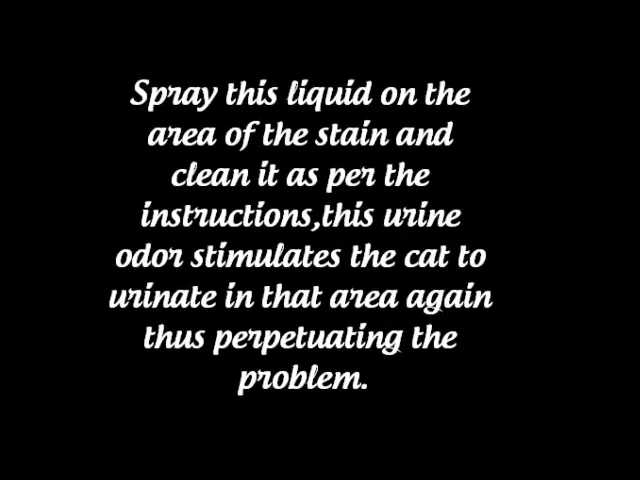 Spray this liquid on the
area of the stain and
clean it as per the
instructions,this urine
odor stimulates the cat to
urinate in that area again
thus perpetuating the
problem.